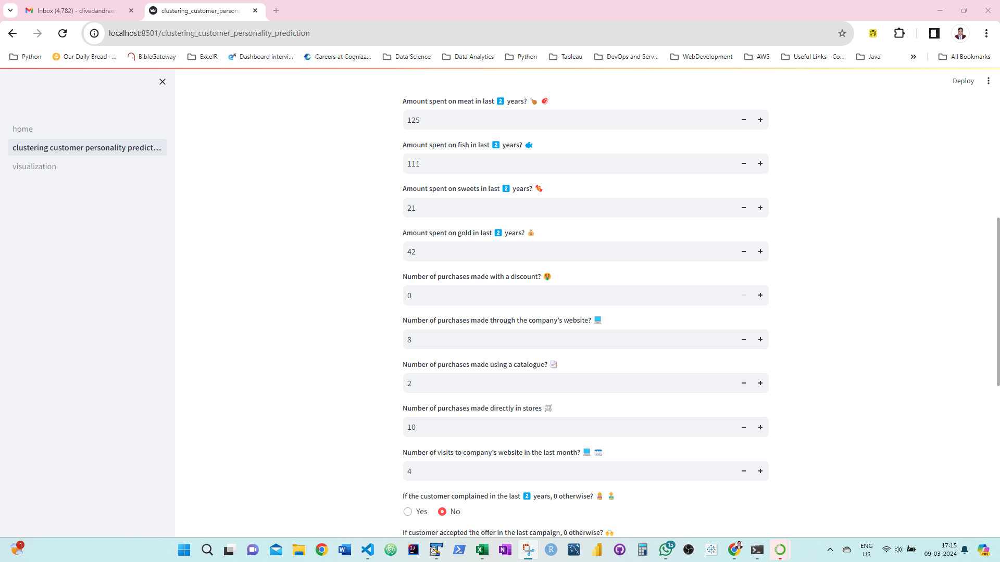 Inbox (4,782) - clivedandrew
clustering_customer_persona
localhost:8501/clustering_customer_personality_prediction
Python
Our Daily Bread –...
BibleGateway
ExcelR
Dashboard intervi...
Careers at Cogniza...
Data Science
Data Analytics
Python
Tableau
DevOps and Serv...
WebDevelopment
AWS
Useful Links - Co...
Java
All Bookmarks
Deploy
home
clustering customer personality predict...
visualization
Amount spent on meat in last 2 years?
125
Amount spent on fish in last 2 years?
111
Amount spent on sweets in last 2 years?
21
Amount spent on gold in last 2 years?
42
Number of purchases made with a discount?
0
Number of purchases made through the company’s website?
8
Number of purchases made using a catalogue?
2
Number of purchases made directly in stores
10
Number of visits to company’s website in the last month?
4
If the customer complained in the last 2 years, 0 otherwise?
Yes
No
If customer accepted the offer in the last campaign, 0 otherwise?
1
15
ENG
US
17:15
09-03-2024
PRE